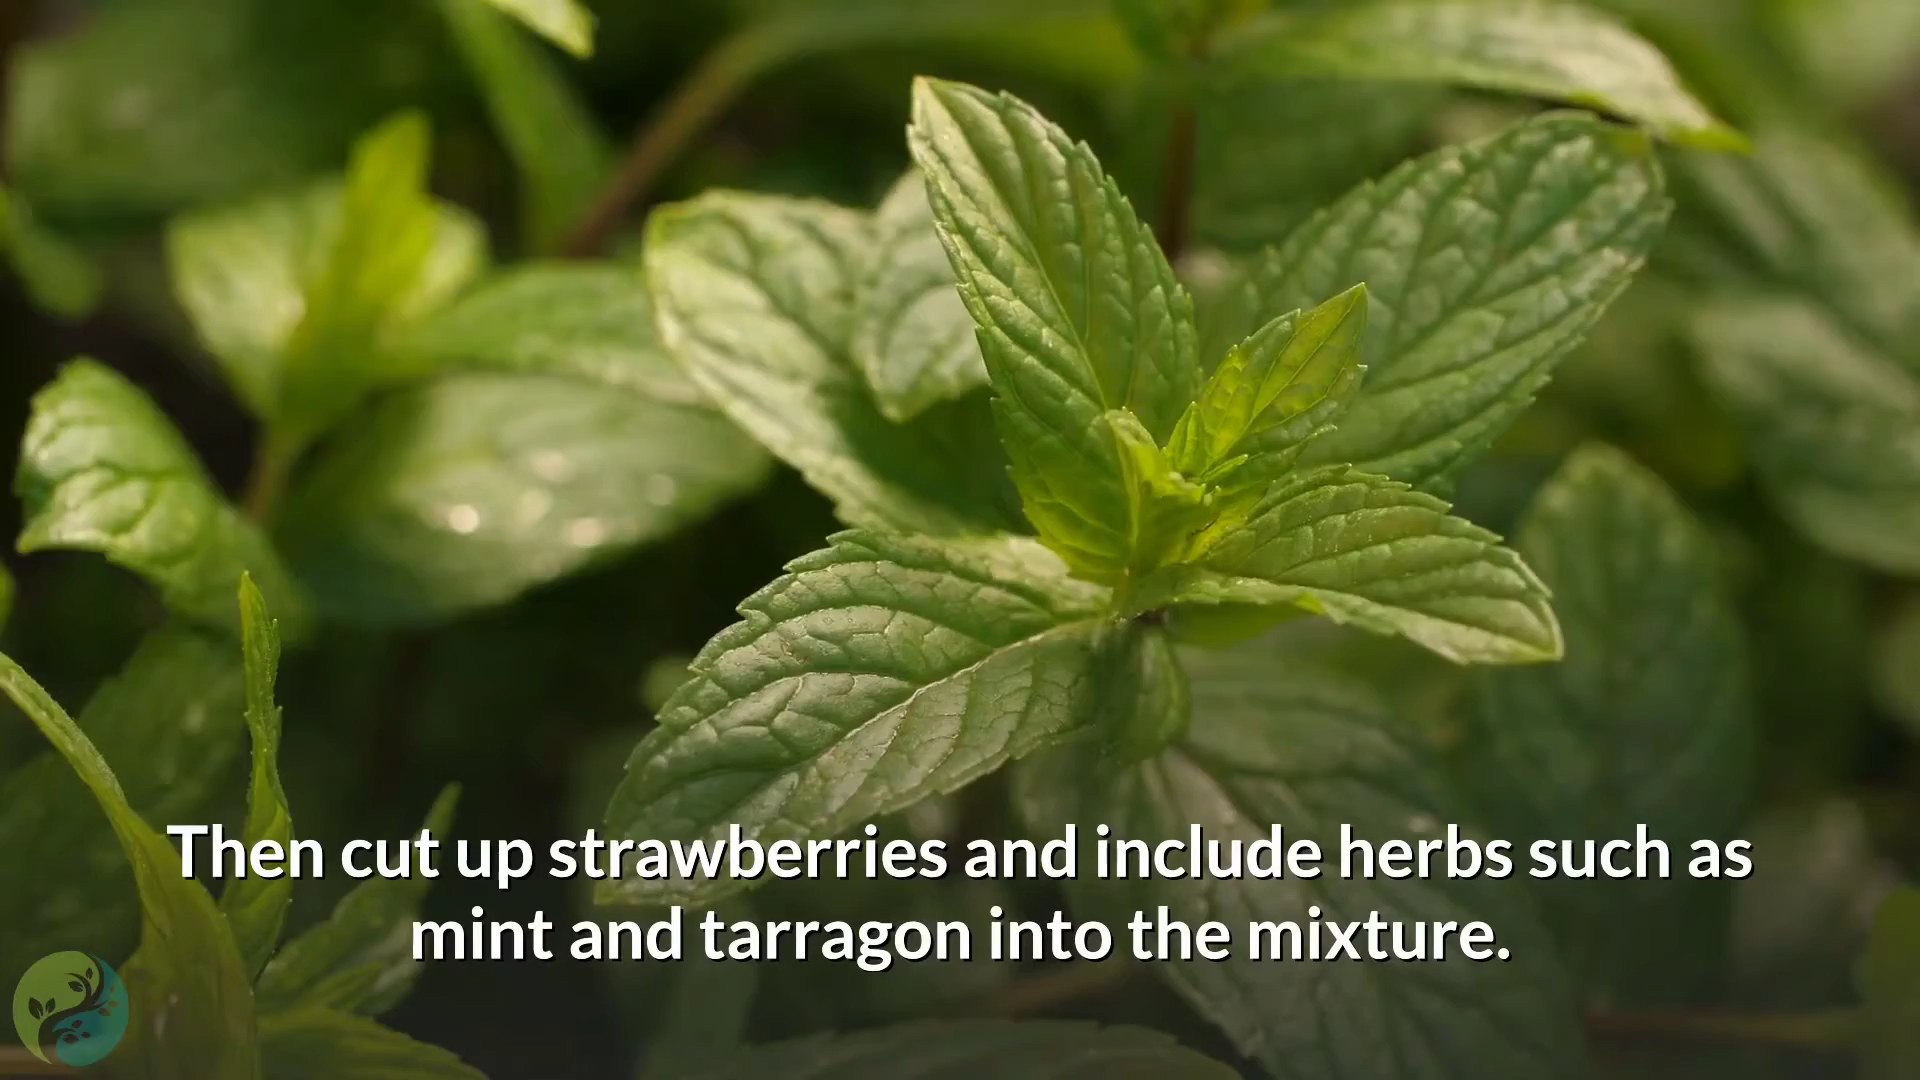 Then cut up strawberries and include herbs such as
mint and tarragon into the mixture.